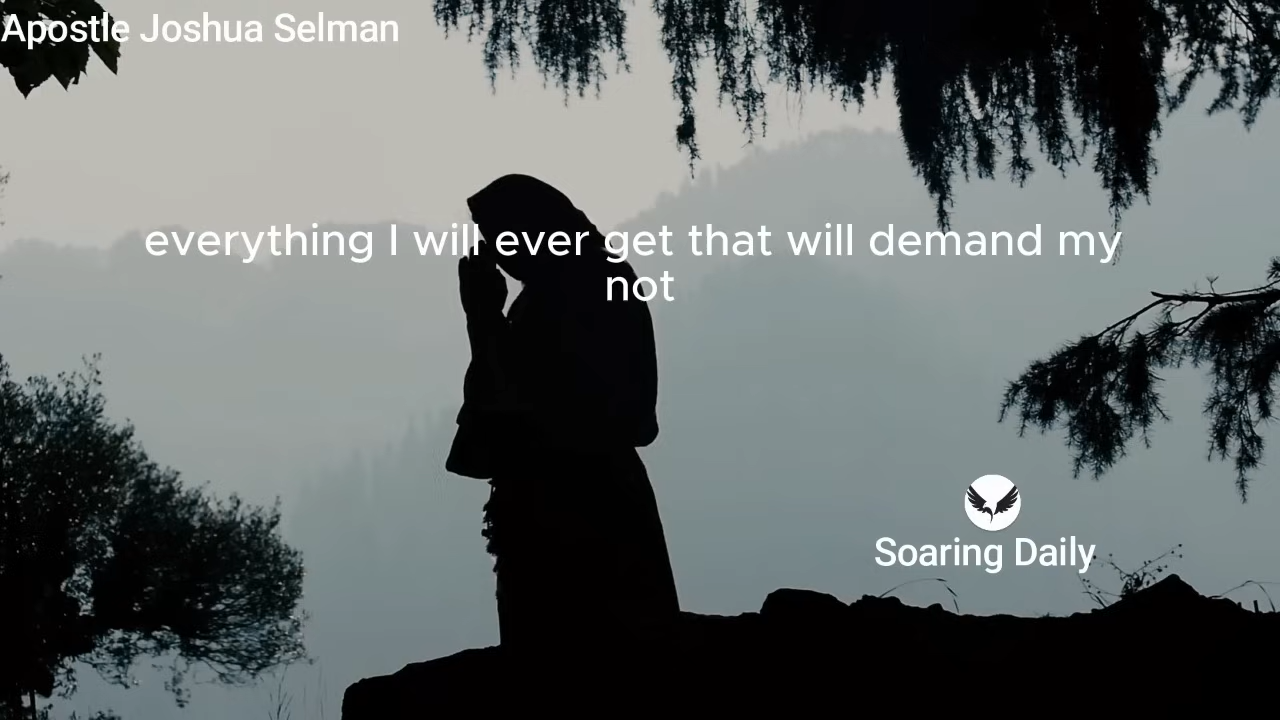 Apostle Joshua Selman
everything I will ever get that will demand my
not
Soaring Daily